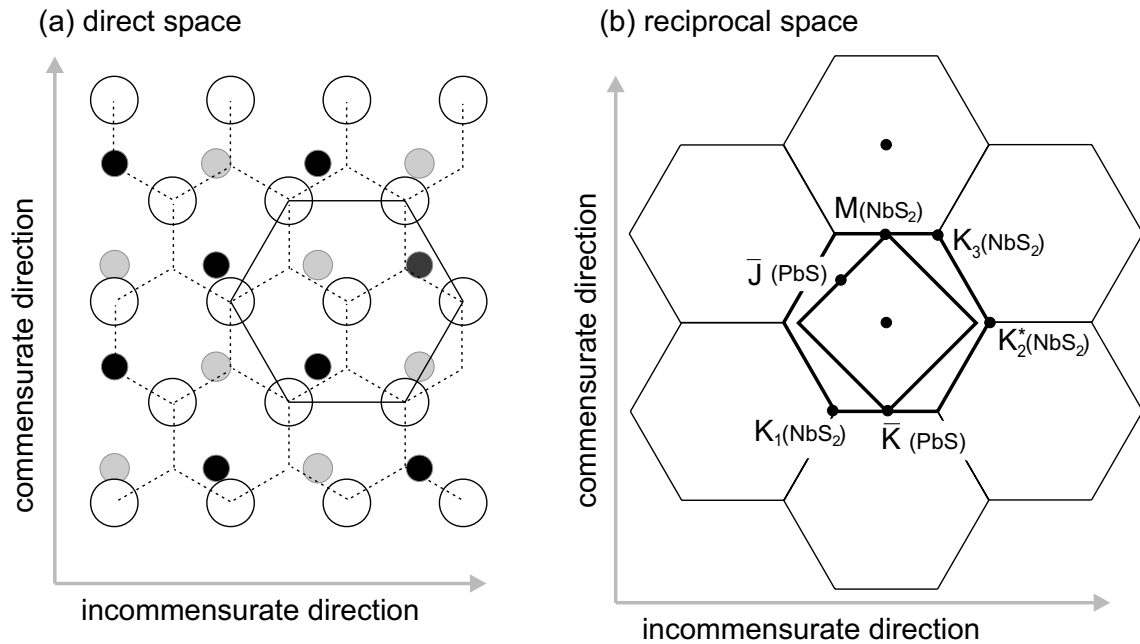 (a) direct space
commensurate direction
incommensurate direction
(b) reciprocal space
commensurate direction
M(NbS₂)
K₃(NbS₂)
J̅ (PbS)
K₂*(NbS₂)
K₁(NbS₂)
K̅ (PbS)
incommensurate direction